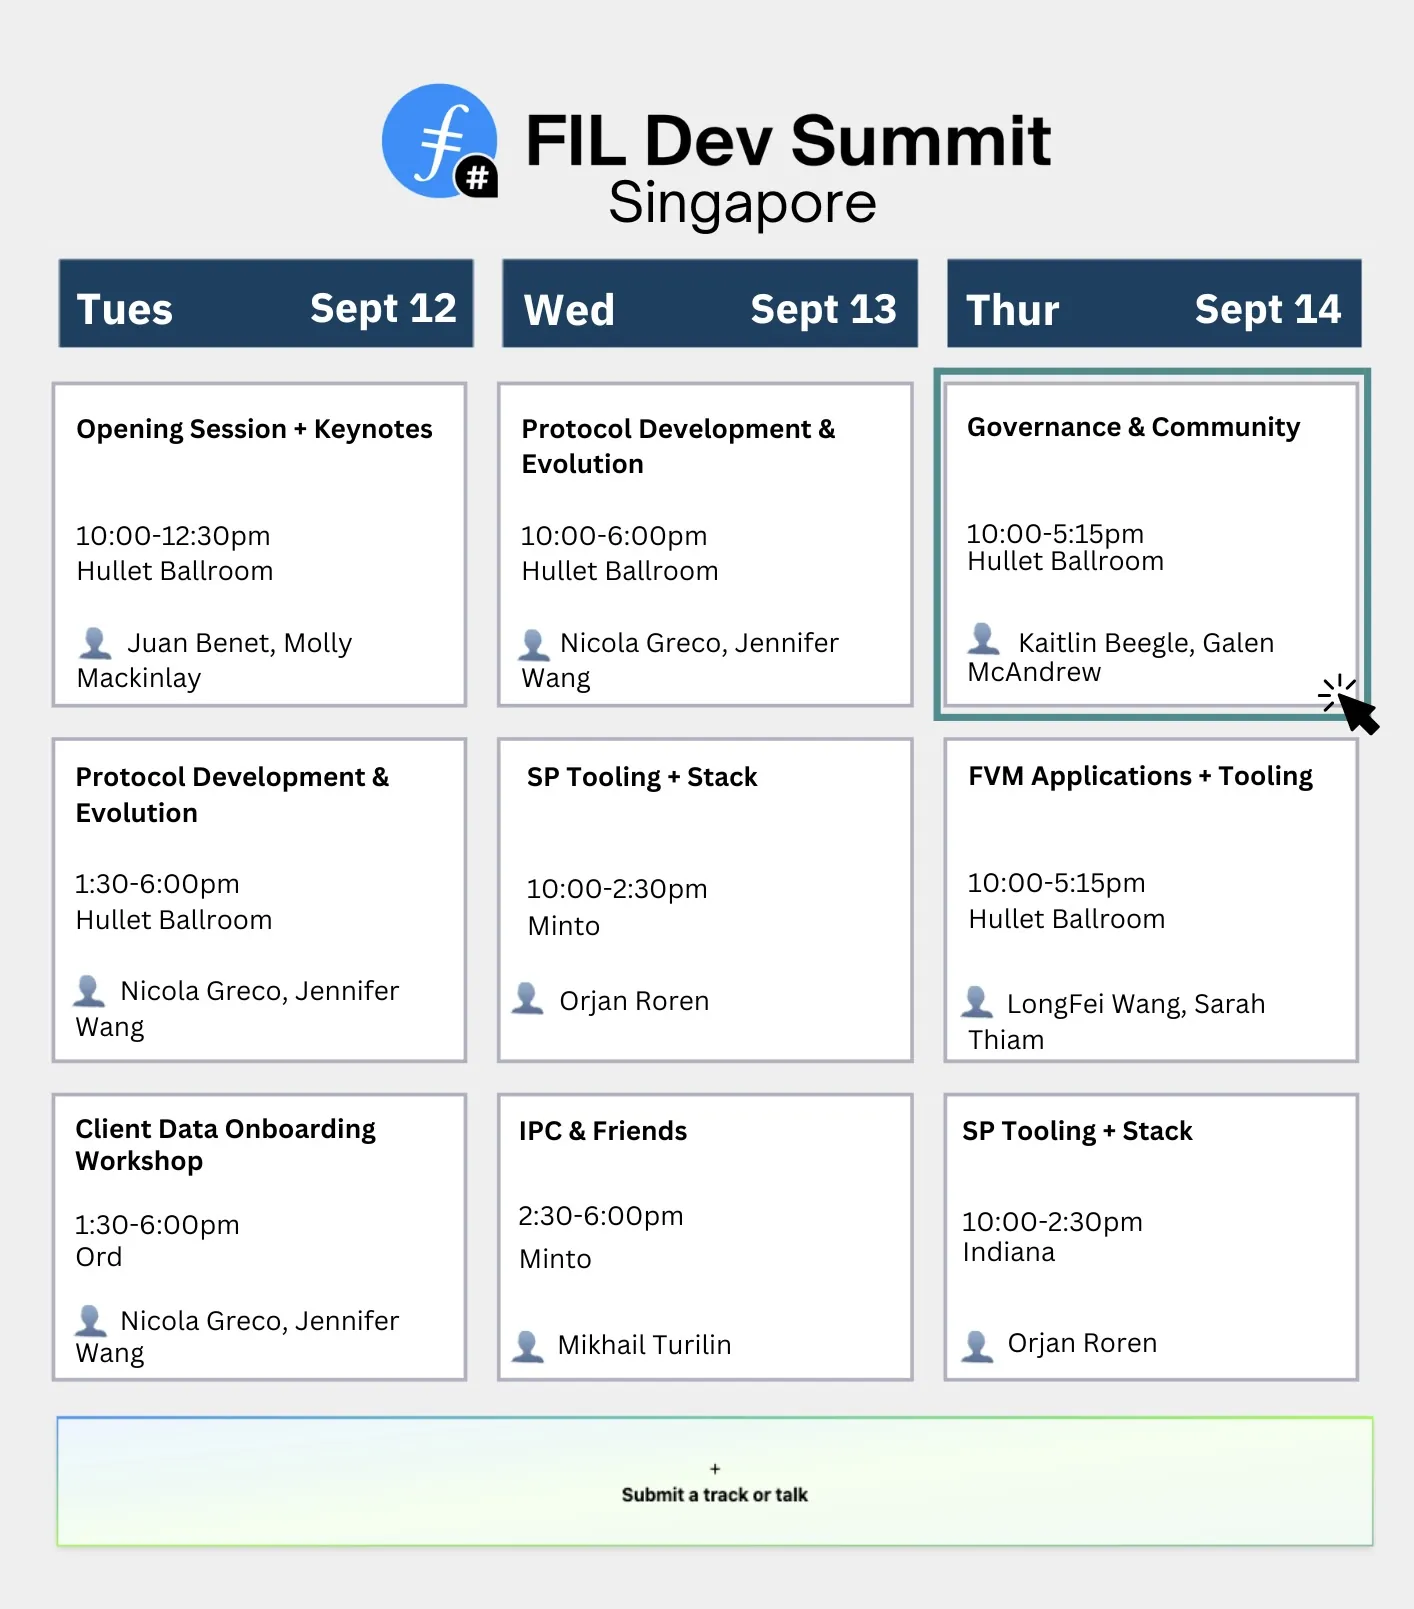 FIL Dev Summit
#
Singapore
Tues Sept 12
Wed Sept 13
Thur Sept 14
Opening Session + Keynotes
10:00-12:30pm
Hullet Ballroom
Juan Benet, Molly
Mackinlay
Protocol Development &
Evolution
10:00-6:00pm
Hullet Ballroom
Nicola Greco, Jennifer
Wang
Governance & Community
10:00-5:15pm
Hullet Ballroom
Kaitlin Beegle, Galen
McAndrew
Protocol Development &
Evolution
1:30-6:00pm
Hullet Ballroom
Nicola Greco, Jennifer
Wang
SP Tooling + Stack
10:00-2:30pm
Minto
Orjan Roren
FVM Applications + Tooling
10:00-5:15pm
Hullet Ballroom
LongFei Wang, Sarah
Thiam
Client Data Onboarding
Workshop
1:30-6:00pm
Ord
Nicola Greco, Jennifer
Wang
IPC & Friends
2:30-6:00pm
Minto
Mikhail Turilin
SP Tooling + Stack
10:00-2:30pm
Indiana
Orjan Roren
+
Submit a track or talk